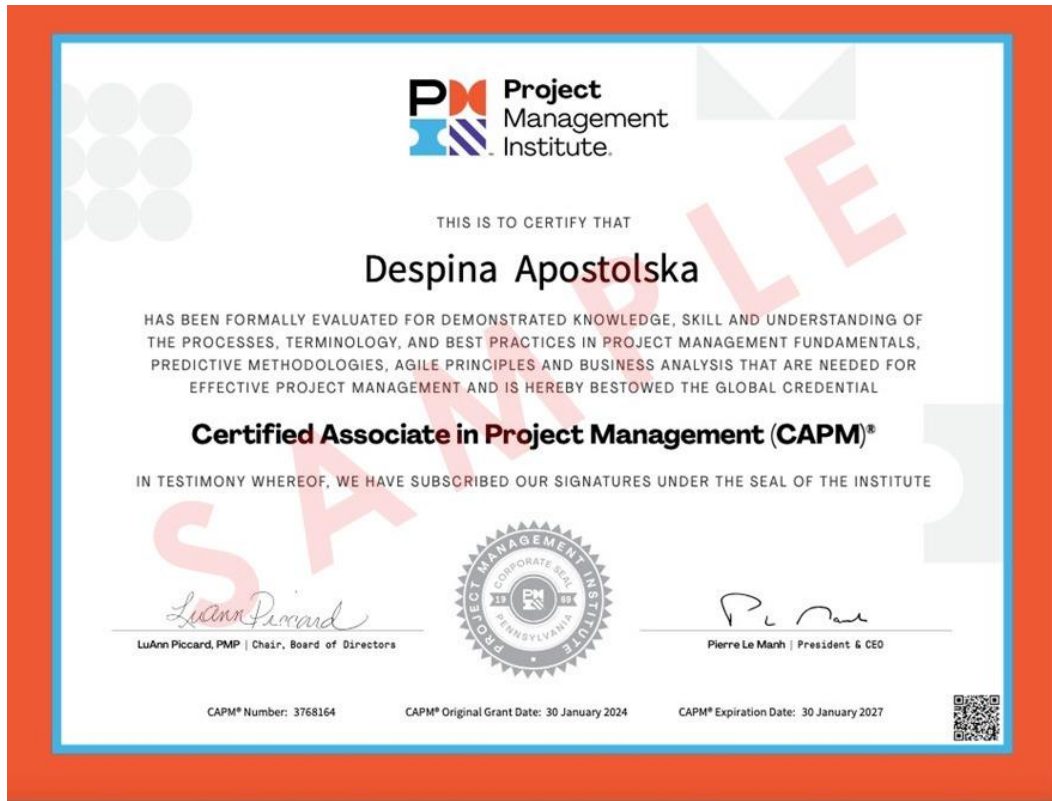 PM
Project
Management
Institute.
THIS IS TO CERTIFY THAT
Despina Apostolska
HAS BEEN FORMALLY EVALUATED FOR DEMONSTRATED KNOWLEDGE, SKILL AND UNDERSTANDING OF
THE PROCESSES, TERMINOLOGY, AND BEST PRACTICES IN PROJECT MANAGEMENT FUNDAMENTALS,
PREDICTIVE METHODOLOGIES, AGILE PRINCIPLES AND BUSINESS ANALYSIS THAT ARE NEEDED FOR
EFFECTIVE PROJECT MANAGEMENT AND IS HEREBY BESTOWED THE GLOBAL CREDENTIAL
Certified Associate in Project Management (CAPM)®
IN TESTIMONY WHEREOF, WE HAVE SUBSCRIBED OUR SIGNATURES UNDER THE SEAL OF THE INSTITUTE
SAMPLE
PROJECT MANAGEMENT INSTITUTE
CORPORATE SEAL
19 69
PENNSYLVANIA
LuAnn Piccard
LuAnn Piccard, PMP | Chair, Board of Directors
Pierre Le Manh | President & CEO
CAPM® Number: 3768164
CAPM® Original Grant Date: 30 January 2024
CAPM® Expiration Date: 30 January 2027